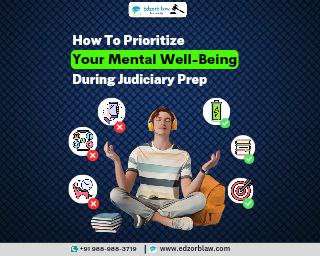 Edzorb Law
How To Prioritize
Your Mental Well-Being
During Judiciary Prep
+91 988-988-3719 | www.edzorblaw.com